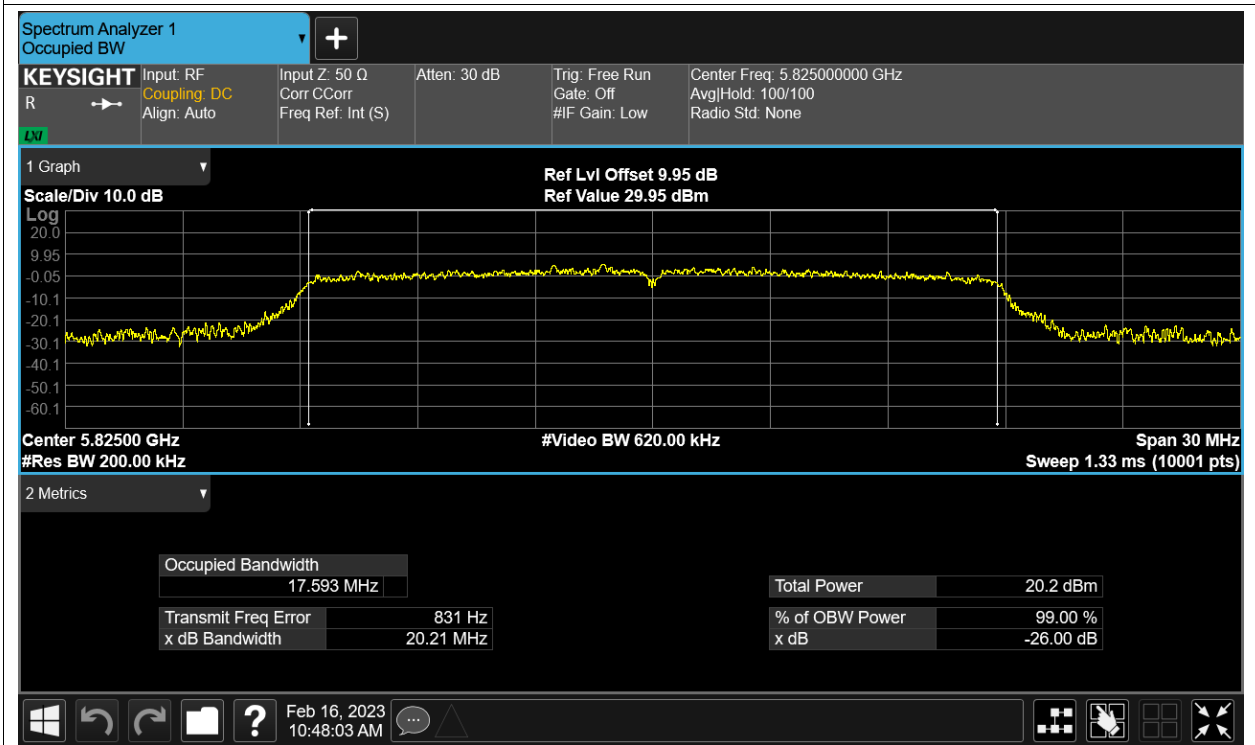 Spectrum Analyzer 1
Occupied BW
KEYSIGHT
R
LXI
Input: RF
Coupling: DC
Align: Auto
Input Z: 50 Ω
Corr CCorr
Freq Ref: Int (S)
Atten: 30 dB
Trig: Free Run
Gate: Off
#IF Gain: Low
Center Freq: 5.825000000 GHz
Avg|Hold: 100/100
Radio Std: None
1 Graph
Scale/Div 10.0 dB
Ref Lvl Offset 9.95 dB
Ref Value 29.95 dBm
Log
20.0
9.95
-0.05
-10.1
-20.1
-30.1
-40.1
-50.1
-60.1
Center 5.82500 GHz
#Video BW 620.00 kHz
Span 30 MHz
#Res BW 200.00 kHz
Sweep 1.33 ms (10001 pts)
2 Metrics
Occupied Bandwidth
17.593 MHz
Total Power 20.2 dBm
Transmit Freq Error 831 Hz
% of OBW Power 99.00 %
x dB Bandwidth 20.21 MHz
x dB -26.00 dB
?
Feb 16, 2023
10:48:03 AM